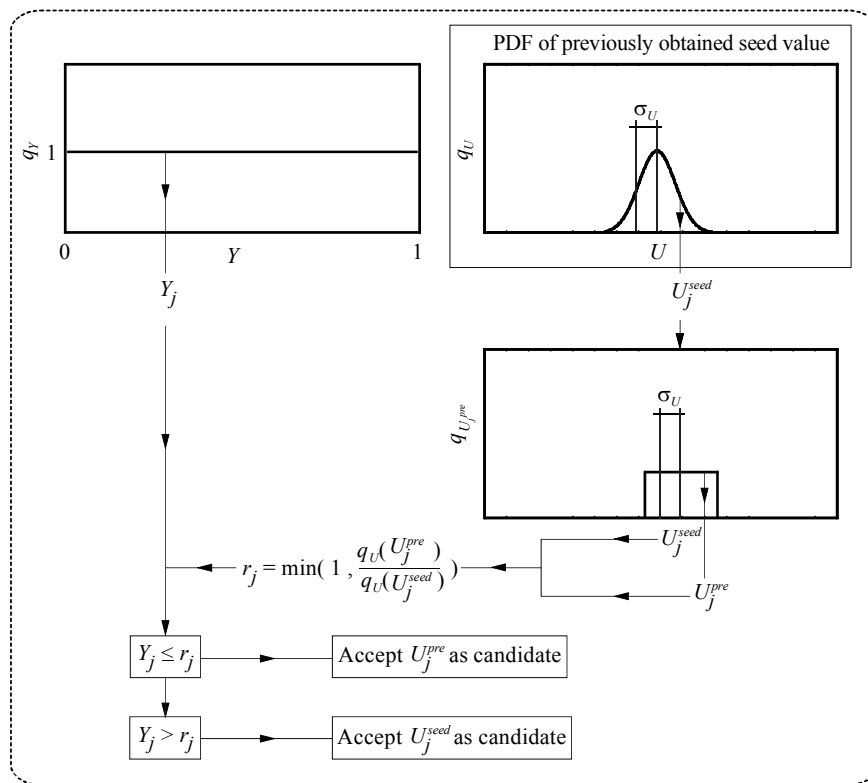 PDF of previously obtained seed value
q_Y
1
0
Y
1
Y_j
σ_U
q_U
U
U_j^{seed}
σ_U
q_{U_j^{pre}}
U_j^{seed}
r_j = min( 1 , \frac{q_U(U_j^{pre})}{q_U(U_j^{seed})} )
U_j^{pre}
Y_j ≤ r_j
Accept U_j^{pre} as candidate
Y_j > r_j
Accept U_j^{seed} as candidate